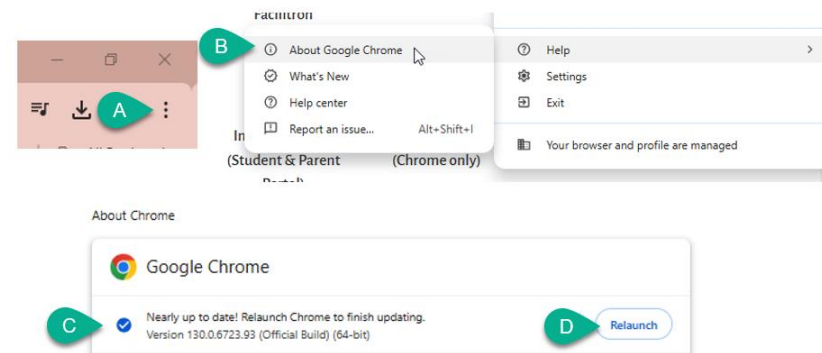 Facilitron
B
About Google Chrome
What's New
Help center
Report an issue... Alt+Shift+I
Help
Settings
Exit
Your browser and profile are managed
A
In
(Student & Parent
Portal)
(Chrome only)
About Chrome
Google Chrome
C
Nearly up to date! Relaunch Chrome to finish updating.
Version 130.0.6723.93 (Official Build) (64-bit)
D
Relaunch